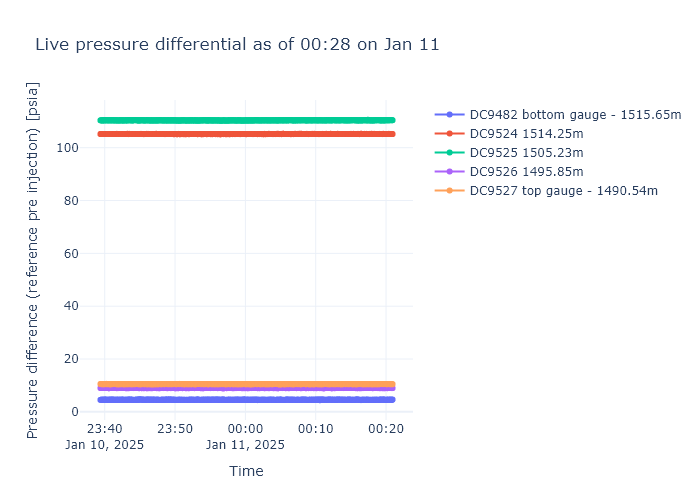 Live pressure differential as of 00:28 on Jan 11
Pressure difference (reference pre injection) [psia]
100
80
60
40
20
0
23:40
Jan 10, 2025
23:50
00:00
Jan 11, 2025
00:10
00:20
Time
DC9482 bottom gauge - 1515.65m
DC9524 1514.25m
DC9525 1505.23m
DC9526 1495.85m
DC9527 top gauge - 1490.54m